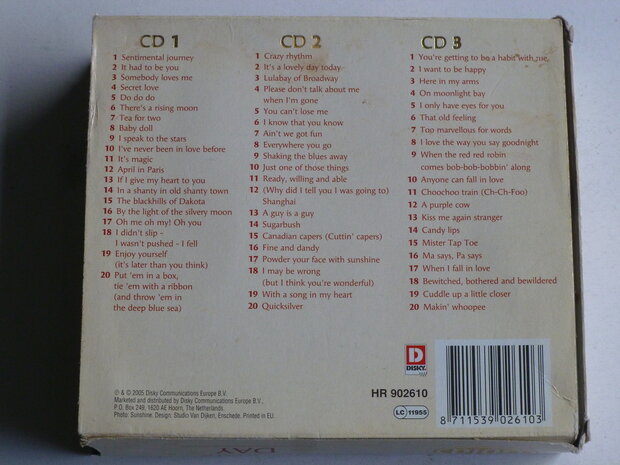 CD 1
1 Sentimental journey
2 It had to be you
3 Somebody loves me
4 Secret love
5 Do do do
6 There's a rising moon
7 Tea for two
8 Baby doll
9 I speak to the stars
10 I've never been in love before
11 It's magic
12 April in Paris
13 If I give my heart to you
14 In a shanty in old shanty town
15 The blackhills of Dakota
16 By the light of the silvery moon
17 Oh me oh my! Oh you
18 I didn't slip -
I wasn't pushed - I fell
19 Enjoy yourself
(it's later than you think)
20 Put 'em in a box,
tie 'em with a ribbon
(and throw 'em in
the deep blue sea)
CD 2
1 Crazy rhythm
2 It's a lovely day today
3 Lulabay of Broadway
4 Please don't talk about me
when I'm gone
5 You can't lose me
6 I know that you know
7 Ain't we got fun
8 Everywhere you go
9 Shaking the blues away
10 Just one of those things
11 Ready, willing and able
12 (Why did I tell you I was going to)
Shanghai
13 A guy is a guy
14 Sugarbush
15 Canadian capers (Cuttin' capers)
16 Fine and dandy
17 Powder your face with sunshine
18 I may be wrong
(but I think you're wonderful)
19 With a song in my heart
20 Quicksilver
CD 3
1 You're getting to be a habit with me
2 I want to be happy
3 Here in my arms
4 On moonlight bay
5 I only have eyes for you
6 That old feeling
7 Top marvellous for words
8 I love the way you say goodnight
9 When the red red robin
comes bob-bob-bobbin' along
10 Anyone can fall in love
11 Choochoo train (Ch-Ch-Foo)
12 A purple cow
13 Kiss me again stranger
14 Candy lips
15 Mister Tap Toe
16 Ma says, Pa says
17 When I fall in love
18 Bewitched, bothered and bewildered
19 Cuddle up a little closer
20 Makin' whoopee
D
DISKY
℗ & © 2005 Disky Communications Europe B.V.
Marketed and distributed by Disky Communications Europe B.V.,
P.O. Box 249, 1620 AE Hoorn, The Netherlands.
Photo: Sunshine. Design: Studio Van Dijken, Enschede. Printed in EU.
HR 902610
LC 11955
8 711539 026103
DAY